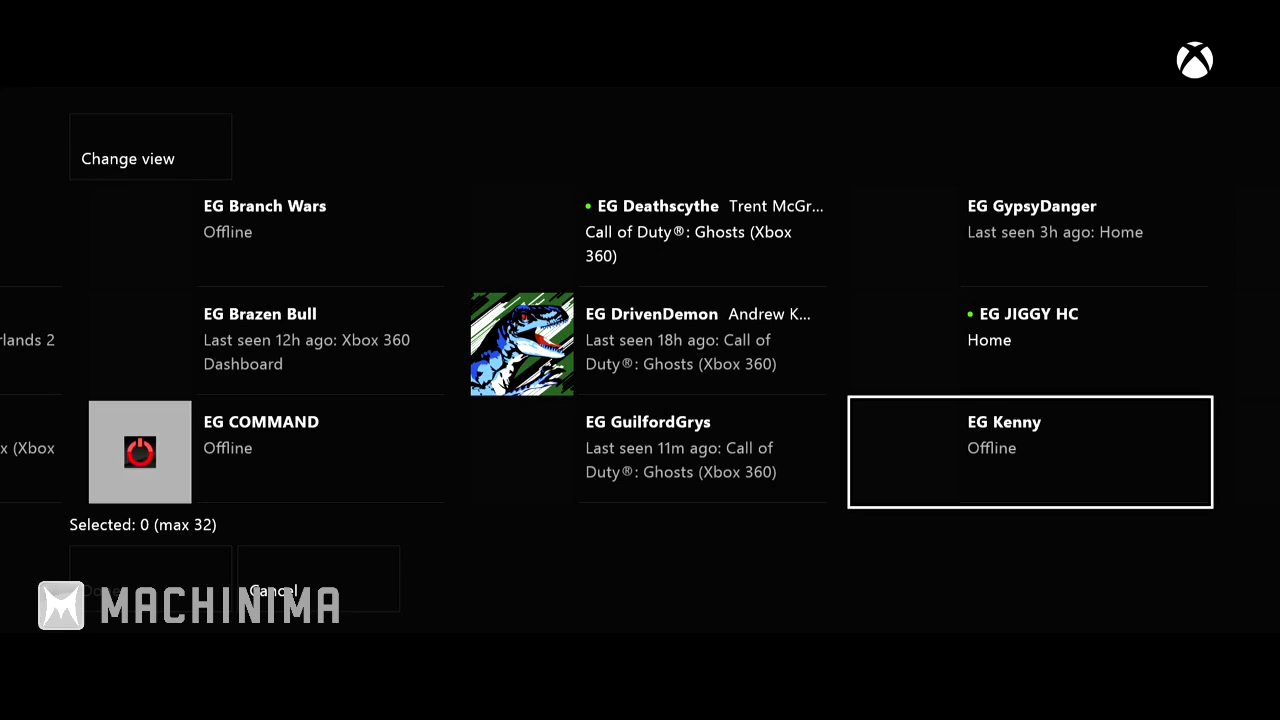 Change view
EG Branch Wars
Offline
EG Deathscythe Trent McGr...
Call of Duty®: Ghosts (Xbox
360)
EG GypsyDanger
Last seen 3h ago: Home
rlands 2
EG Brazen Bull
Last seen 12h ago: Xbox 360
Dashboard
EG DrivenDemon Andrew K...
Last seen 18h ago: Call of
Duty®: Ghosts (Xbox 360)
EG JIGGY HC
Home
x (Xbox
EG COMMAND
Offline
EG GuilfordGrys
Last seen 11m ago: Call of
Duty®: Ghosts (Xbox 360)
EG Kenny
Offline
Selected: 0 (max 32)
Cancel
MACHINIMA